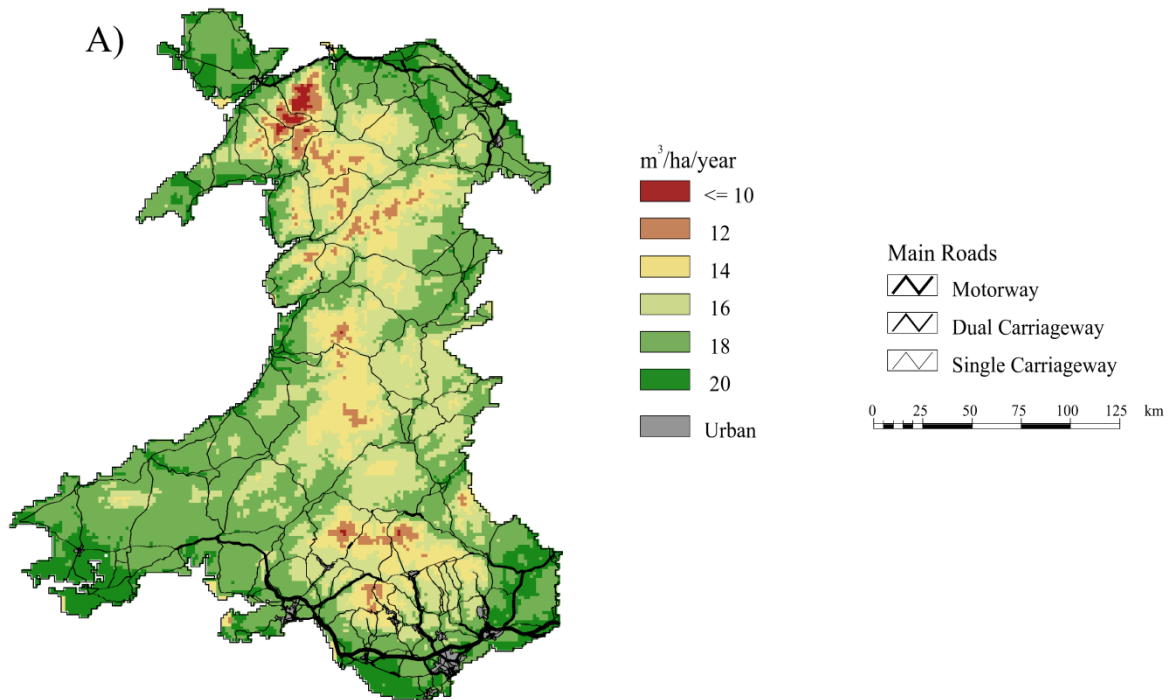 A)
m³/ha/year
<= 10
12
14
16
18
20
Urban
Main Roads
Motorway
Dual Carriageway
Single Carriageway
0 25 50 75 100 125 km